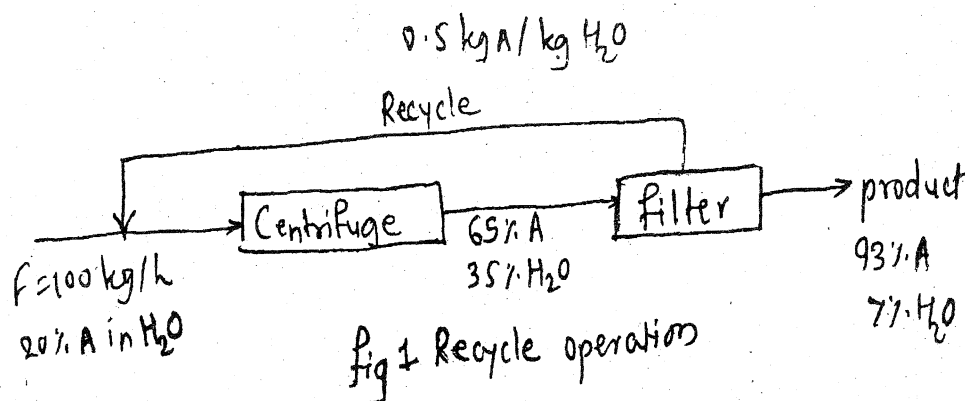 0.5 kg A/kg H₂O
Recycle
Centrifuge
65% A
35% H₂O
filter
product
93% A
7% H₂O
F=100 kg/h
20% A in H₂O
fig 1 Recycle operation